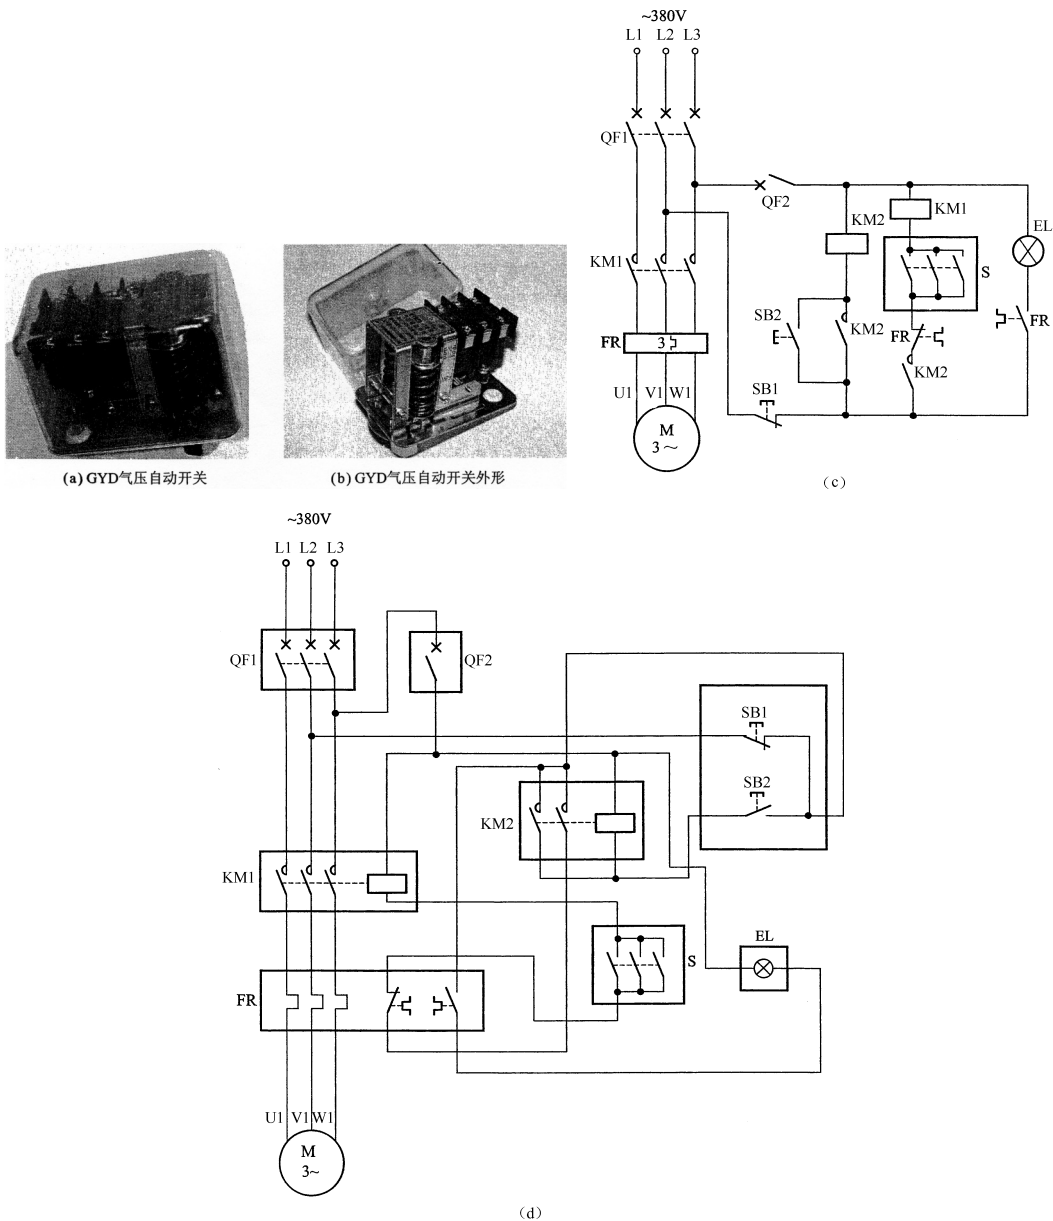 ~380V
L1 L2 L3
QF1
QF2
KM2
KM1
EL
KM1
S
SB2
KM2
FR
FR
FR 3
KM2
U1 V1 W1
SB1
M
3~
(a) GYD气压自动开关
(b) GYD气压自动开关外形
(c)
~380V
L1 L2 L3
QF1
QF2
SB1
SB2
KM2
KM1
EL
S
FR
U1 V1 W1
M
3~
(d)